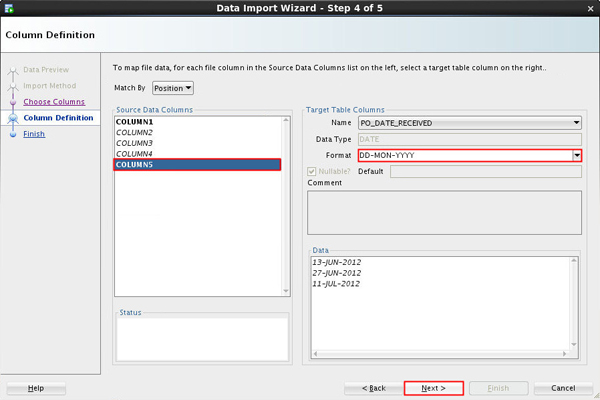 Data Import Wizard - Step 4 of 5
Column Definition
Data Preview
Import Method
Choose Columns
Column Definition
Finish
To map file data, for each file column in the Source Data Columns list on the left, select a target table column on the right..
Match By Position
Source Data Columns
COLUMN1
COLUMN2
COLUMN3
COLUMN4
COLUMN5
Status
Target Table Columns
Name PO_DATE_RECEIVED
Data Type DATE
Format DD-MON-YYYY
Nullable? Default
Comment
Data
13-JUN-2012
27-JUN-2012
11-JUL-2012
Help
< Back
Next >
Finish
Cancel